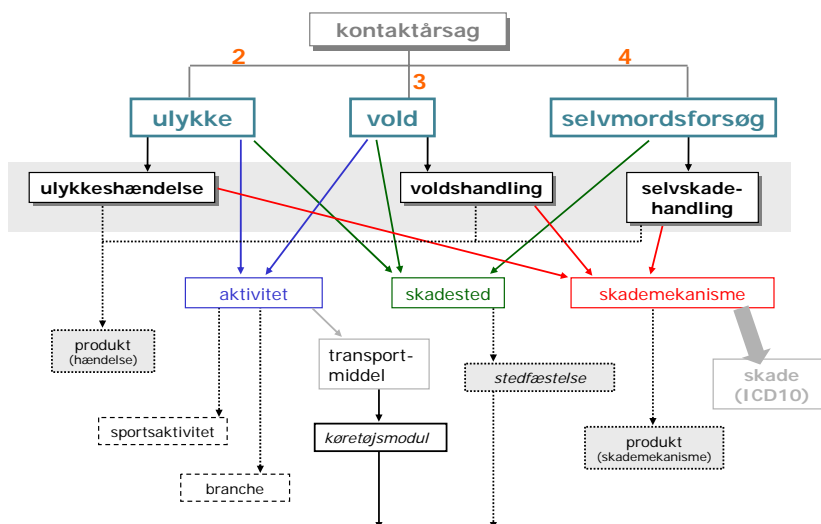 kontaktårsag
2
3
4
ulykke
vold
selvmordsforsøg
ulykkeshændelse
voldshandling
selvskade-
handling
aktivitet
skadested
skademekanisme
produkt
(hændelse)
transport-
middel
stedfæstelse
skade
(ICD10)
sportsaktivitet
køretøjsmodul
produkt
(skademekanisme)
branche